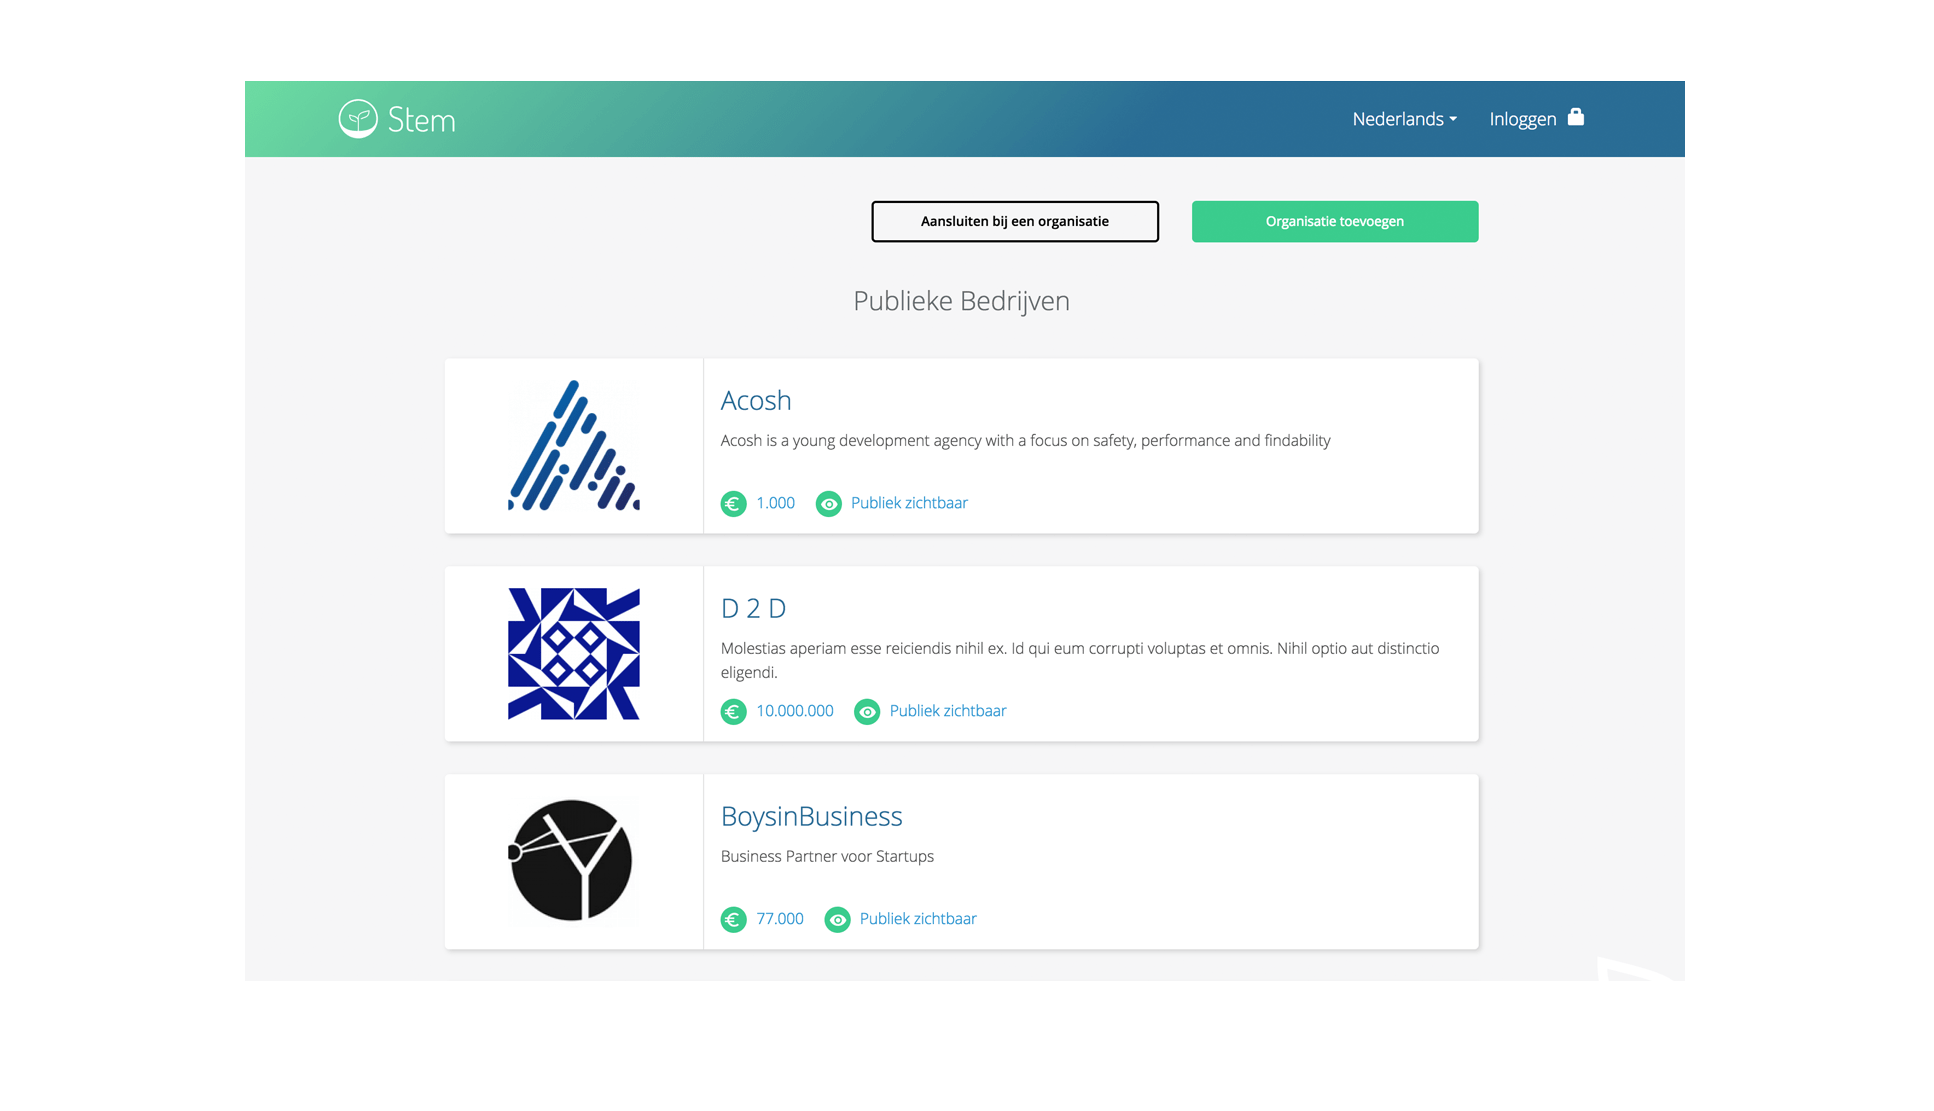 Stem
Nederlands
Inloggen
Aansluiten bij een organisatie
Organisatie toevoegen
Publieke Bedrijven
Acosh
Acosh is a young development agency with a focus on safety, performance and findability
€ 1.000
Publiek zichtbaar
D 2 D
Molestias aperiam esse reiciendis nihil ex. Id qui eum corrupti voluptas et omnis. Nihil optio aut distinctio
eligendi.
€ 10.000.000
Publiek zichtbaar
BoysinBusiness
Business Partner voor Startups
€ 77.000
Publiek zichtbaar